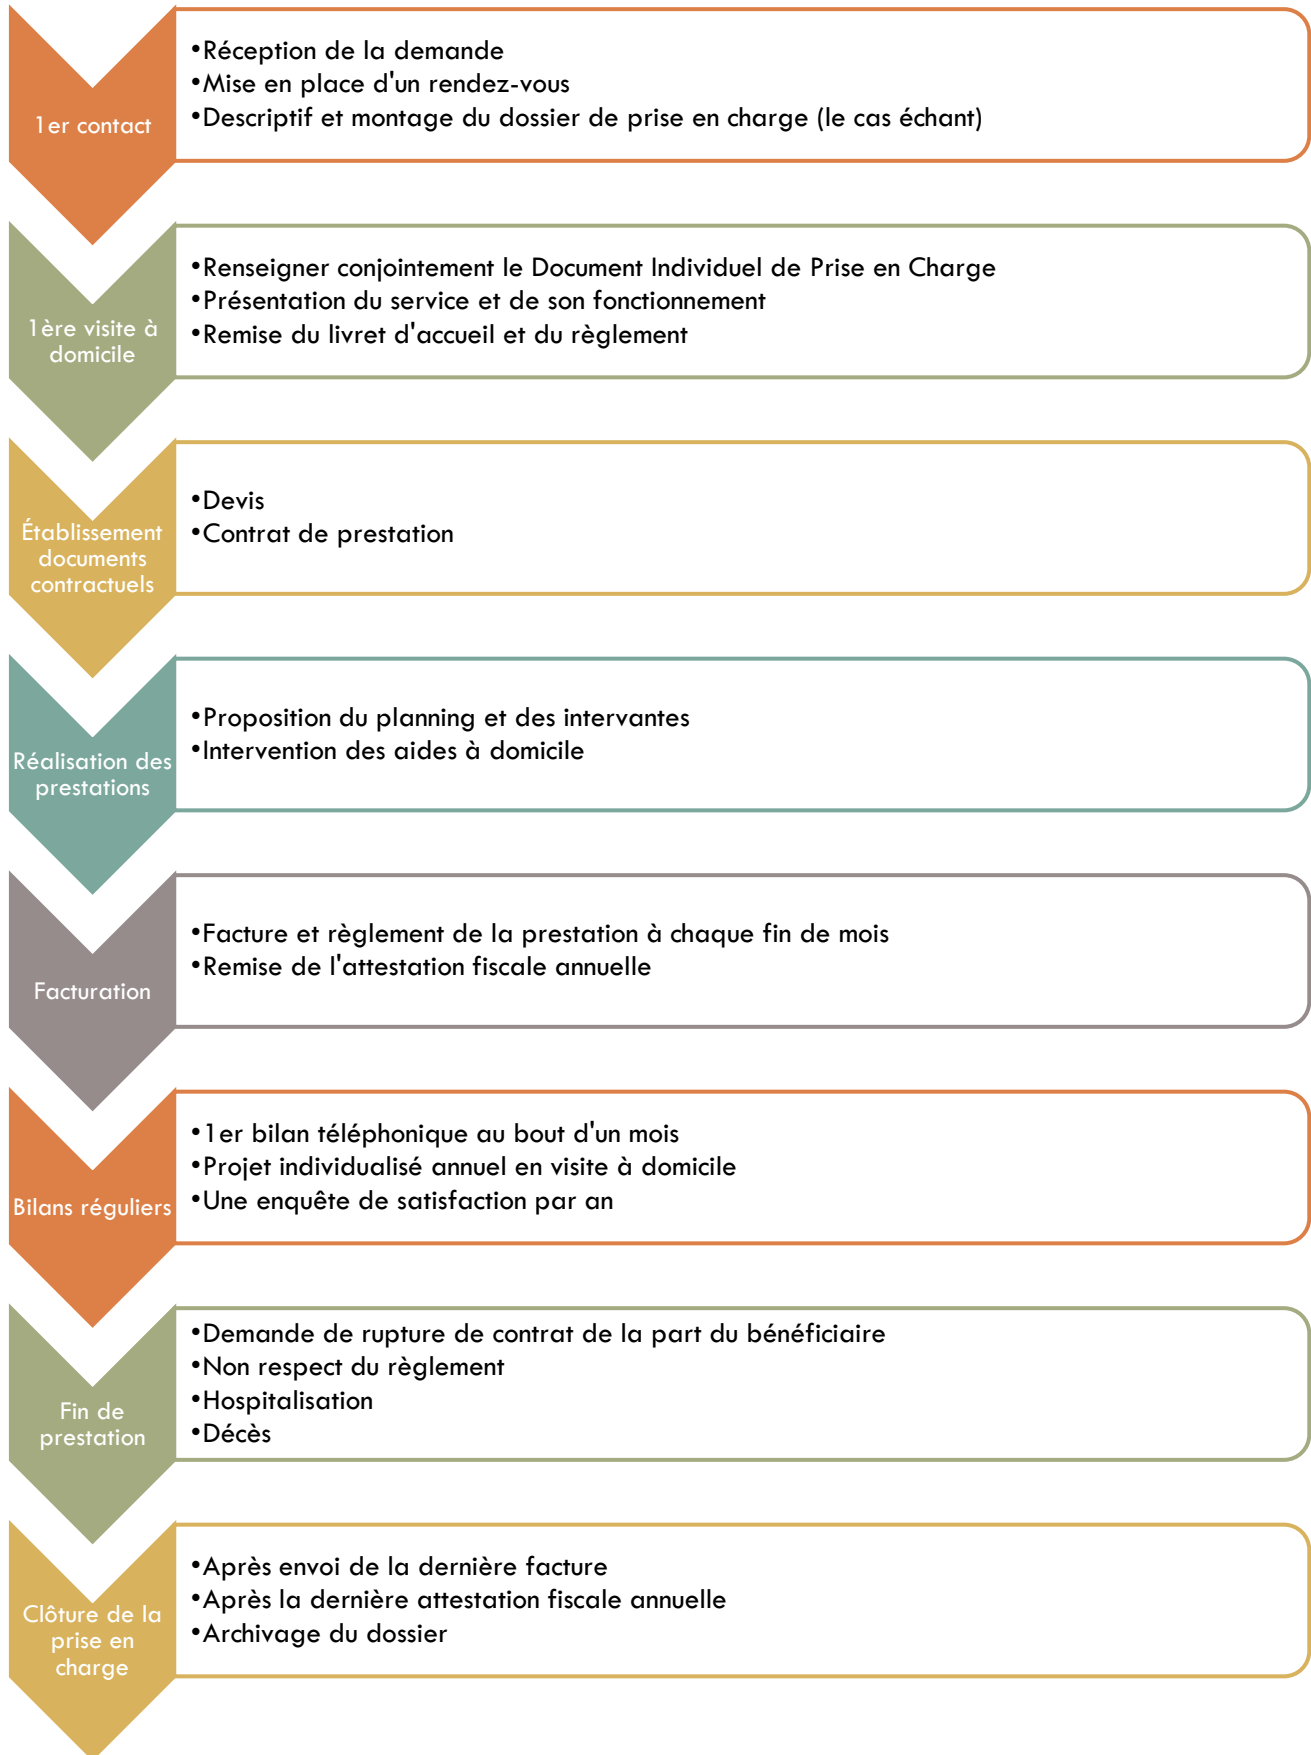 1er contact
•Réception de la demande
•Mise en place d'un rendez-vous
•Descriptif et montage du dossier de prise en charge (le cas échant)
1ère visite à
domicile
•Renseigner conjointement le Document Individuel de Prise en Charge
•Présentation du service et de son fonctionnement
•Remise du livret d'accueil et du règlement
Établissement
documents
contractuels
•Devis
•Contrat de prestation
Réalisation des
prestations
•Proposition du planning et des intervantes
•Intervention des aides à domicile
Facturation
•Facture et règlement de la prestation à chaque fin de mois
•Remise de l'attestation fiscale annuelle
Bilans réguliers
•1er bilan téléphonique au bout d'un mois
•Projet individualisé annuel en visite à domicile
•Une enquête de satisfaction par an
Fin de
prestation
•Demande de rupture de contrat de la part du bénéficiaire
•Non respect du règlement
•Hospitalisation
•Décès
Clôture de la
prise en
charge
•Après envoi de la dernière facture
•Après la dernière attestation fiscale annuelle
•Archivage du dossier